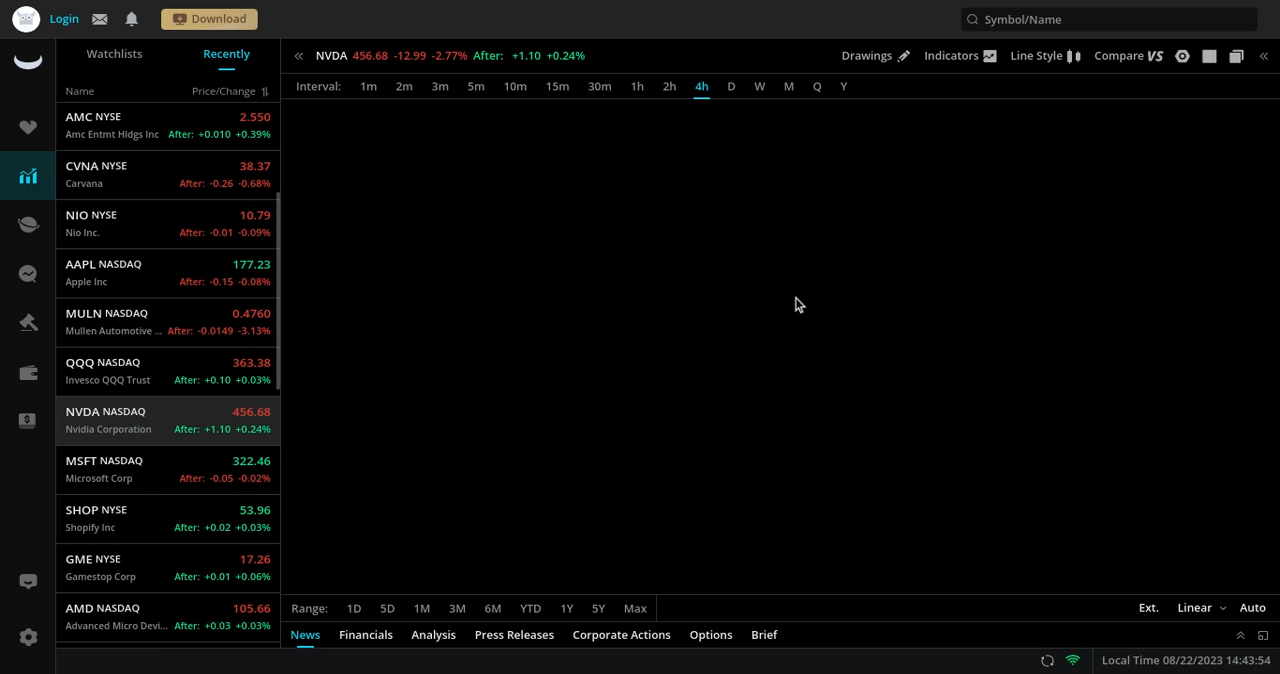 Login Download Symbol/Name
Watchlists Recently
NVDA 456.68 -12.99 -2.77% After: +1.10 +0.24% Drawings Indicators Line Style Compare VS
Name Price/Change
Interval: 1m 2m 3m 5m 10m 15m 30m 1h 2h 4h D W M Q Y
AMC NYSE 2.550
Amc Entmt Hldgs Inc After: +0.010 +0.39%
CVNA NYSE 38.37
Carvana After: -0.26 -0.68%
NIO NYSE 10.79
Nio Inc. After: -0.01 -0.09%
AAPL NASDAQ 177.23
Apple Inc After: -0.15 -0.08%
MULN NASDAQ 0.4760
Mullen Automotive ... After: -0.0149 -3.13%
QQQ NASDAQ 363.38
Invesco QQQ Trust After: +0.10 +0.03%
NVDA NASDAQ 456.68
Nvidia Corporation After: +1.10 +0.24%
MSFT NASDAQ 322.46
Microsoft Corp After: -0.05 -0.02%
SHOP NYSE 53.96
Shopify Inc After: +0.02 +0.03%
GME NYSE 17.26
Gamestop Corp After: +0.01 +0.06%
AMD NASDAQ 105.66
Advanced Micro Devi... After: +0.03 +0.03%
Range: 1D 5D 1M 3M 6M YTD 1Y 5Y Max Ext. Linear Auto
News Financials Analysis Press Releases Corporate Actions Options Brief
Local Time 08/22/2023 14:43:54